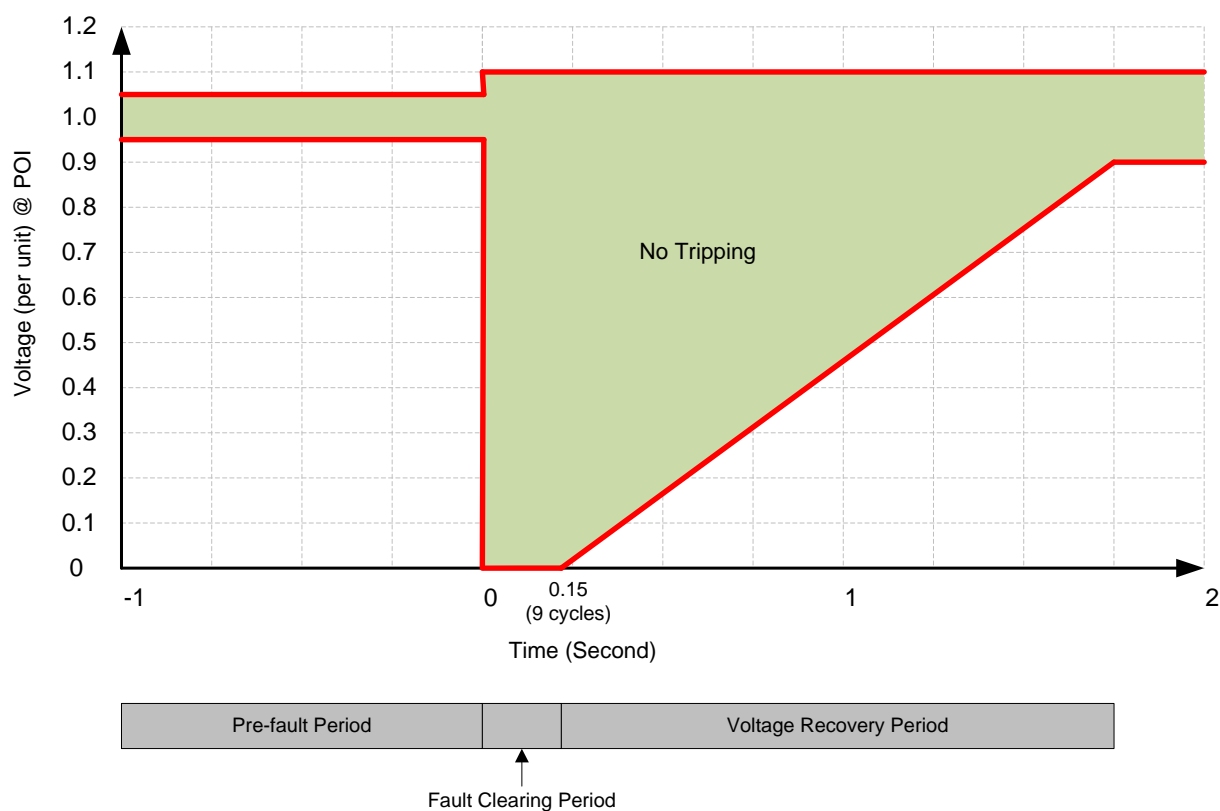 1.2
1.1
1.0
0.9
0.8
0.7
0.6
0.5
0.4
0.3
0.2
0.1
0
Voltage (per unit) @ POI
No Tripping
-1
0
0.15
(9 cycles)
1
2
Time (Second)
Pre-fault Period
Voltage Recovery Period
Fault Clearing Period